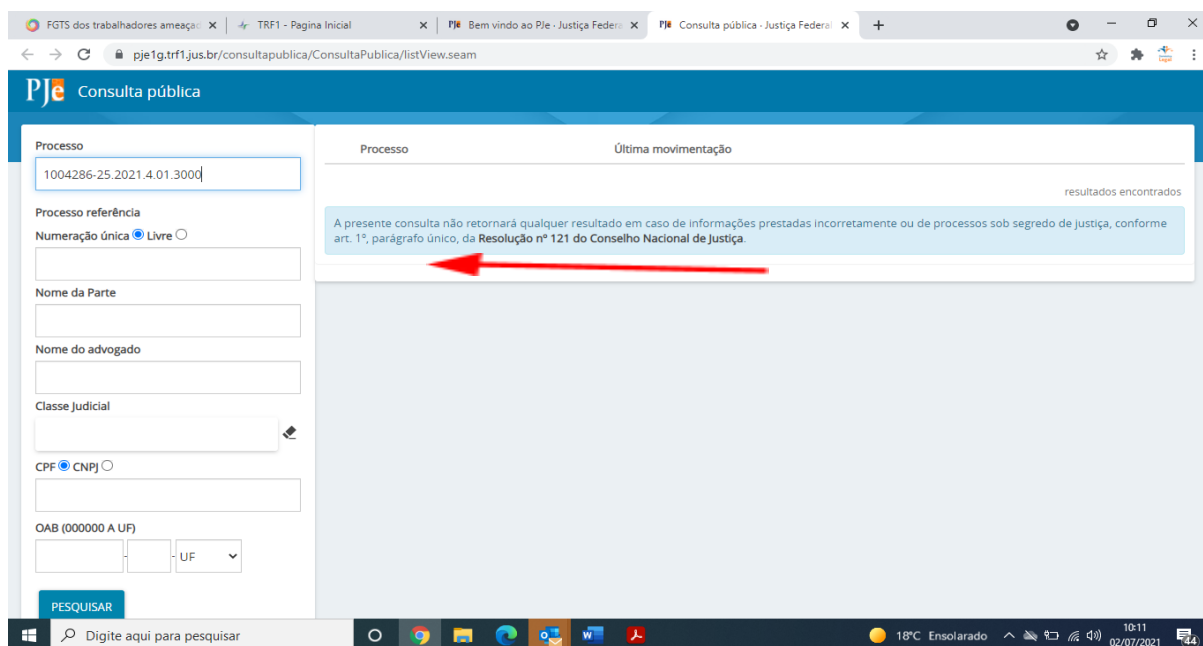 FGTS dos trabalhadores ameaçad
TRF1 - Pagina Inicial
PJe Bem vindo ao PJe · Justiça Federa
PJe Consulta pública · Justiça Federal
pje1g.trf1.jus.br/consultapublica/ConsultaPublica/listView.seam
PJe Consulta pública
Processo
1004286-25.2021.4.01.3000
Processo referência
Numeração única Livre
Nome da Parte
Nome do advogado
Classe Judicial
CPF CNPJ
OAB (000000 A UF)
- - UF
PESQUISAR
Processo Última movimentação
resultados encontrados
A presente consulta não retornará qualquer resultado em caso de informações prestadas incorretamente ou de processos sob segredo de justiça, conforme
art. 1º, parágrafo único, da Resolução nº 121 do Conselho Nacional de Justiça.
Digite aqui para pesquisar
18°C Ensolarado
10:11
02/07/2021
44